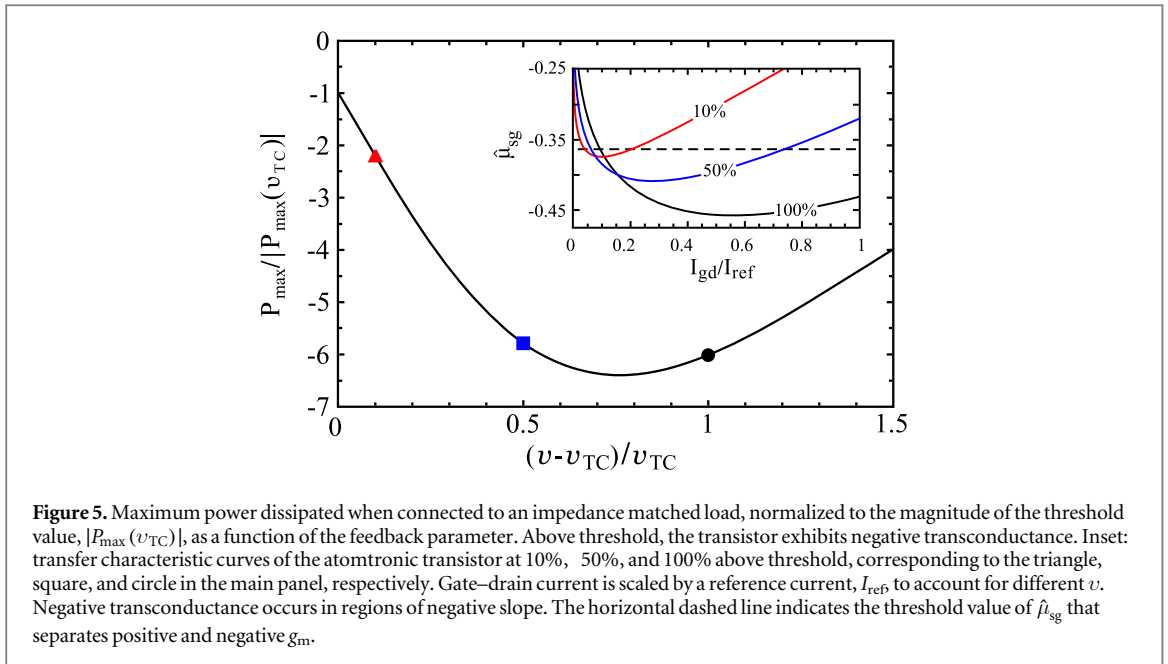 0
-1
-2
-3
-4
-5
-6
-7
P max/|P max(υ TC)|
0
0.5
1
1.5
(υ-υTC)/υTC
-0.25
-0.35
-0.45
μ̂sg
10%
50%
100%
0
0.2
0.4
0.6
0.8
1
Igd/Iref
Figure 5. Maximum power dissipated when connected to an impedance matched load, normalized to the magnitude of the threshold
value, |Pmax (υTC)|, as a function of the feedback parameter. Above threshold, the transistor exhibits negative transconductance. Inset:
transfer characteristic curves of the atomtronic transistor at 10%, 50%, and 100% above threshold, corresponding to the triangle,
square, and circle in the main panel, respectively. Gate–drain current is scaled by a reference current, Iref, to account for different υ.
Negative transconductance occurs in regions of negative slope. The horizontal dashed line indicates the threshold value of μ̂sg that
separates positive and negative gm.